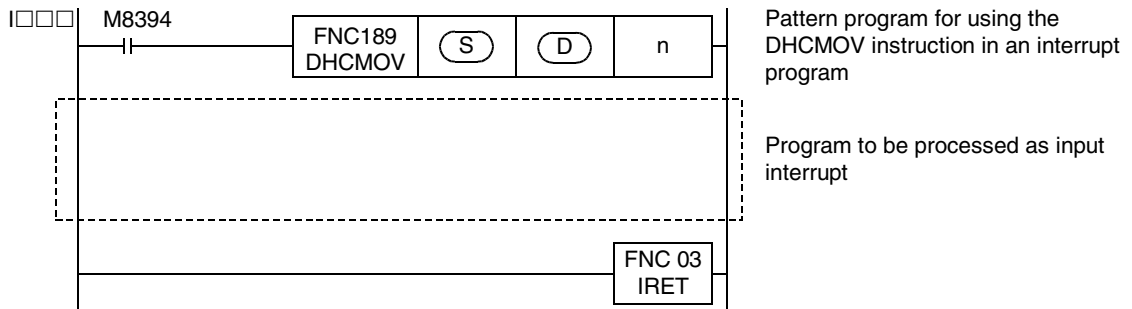 I□□□ M8394
FNC189
DHCMOV
S
D
n
Pattern program for using the
DHCMOV instruction in an interrupt
program
Program to be processed as input
interrupt
FNC 03
IRET